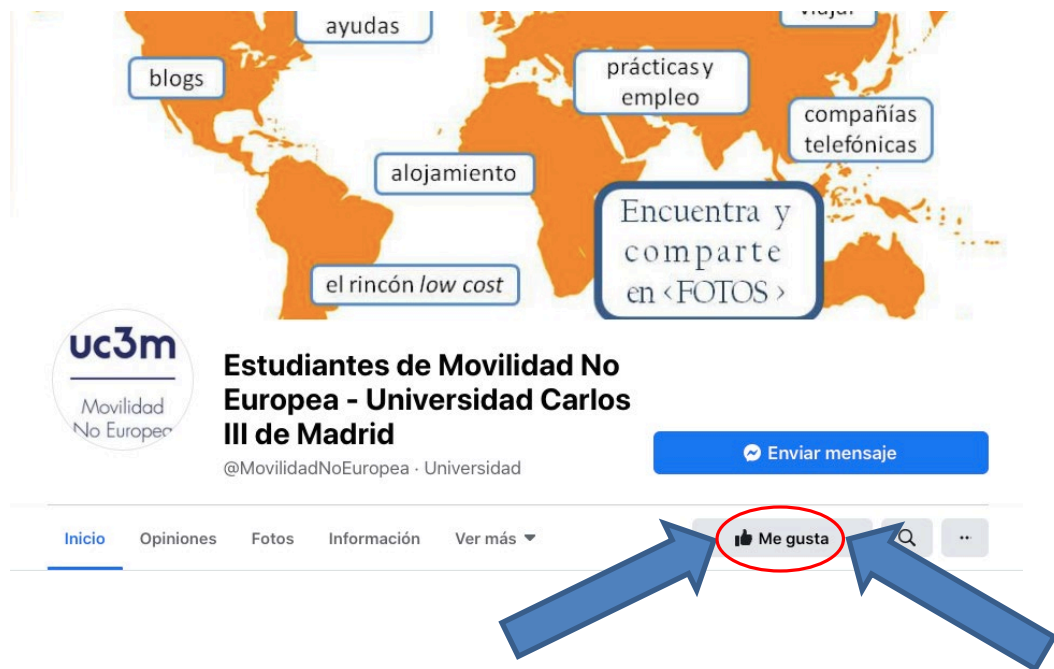 ayudas
viajar
blogs
prácticas y
empleo
compañías
telefónicas
alojamiento
Encuentra y
comparte
en <FOTOS>
el rincón low cost
uc3m
Movilidad
No Europea
Estudiantes de Movilidad No
Europea - Universidad Carlos
III de Madrid
@MovilidadNoEuropea · Universidad
Enviar mensaje
Inicio Opiniones Fotos Información Ver más
Me gusta